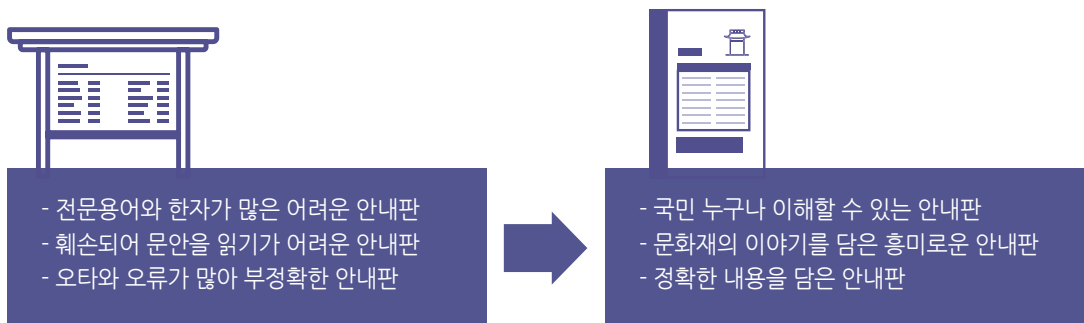 - 전문용어와 한자가 많은 어려운 안내판
- 훼손되어 문안을 읽기가 어려운 안내판
- 오타와 오류가 많아 부정확한 안내판
- 국민 누구나 이해할 수 있는 안내판
- 문화재의 이야기를 담은 흥미로운 안내판
- 정확한 내용을 담은 안내판